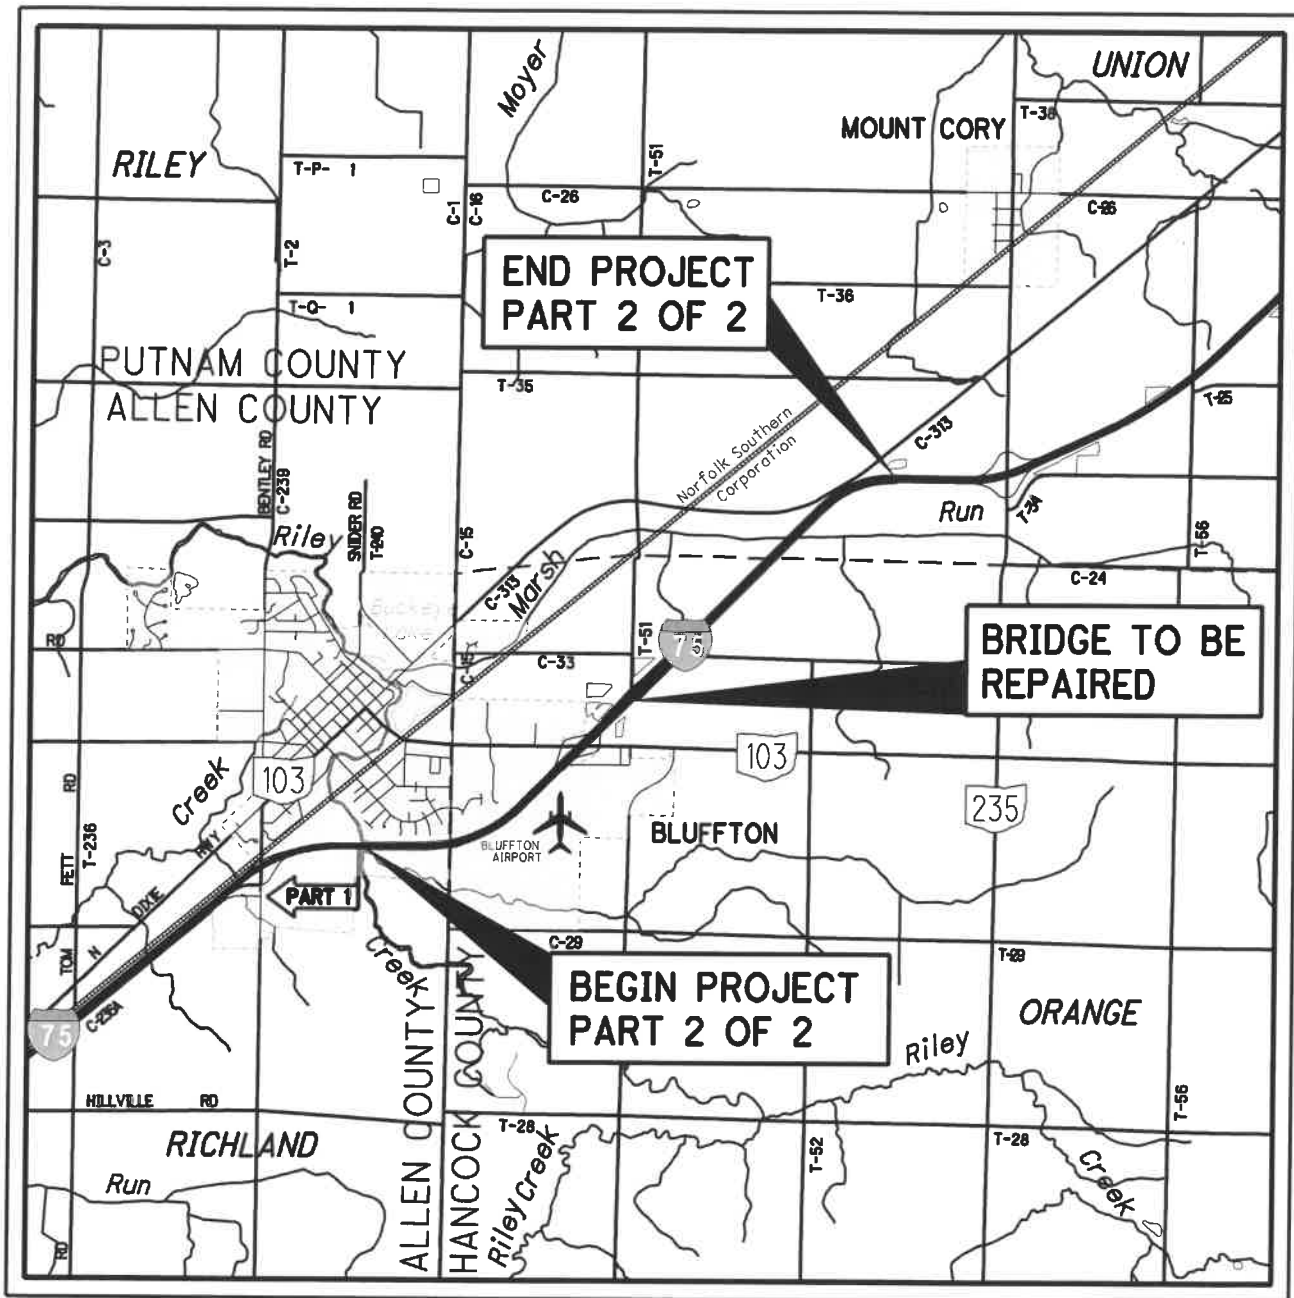 UNION
Moyer
MOUNT CORY
T-38
RILEY
T-P- 1
T-51
C-26
C-1
C-16
C-26
C-3
T-2
END PROJECT
PART 2 OF 2
T-36
T-Q- 1
PUTNAM COUNTY
ALLEN COUNTY
T-35
T-25
Norfolk Southern
Corporation
C-313
BENTLEY RD
C-239
SNIDER RD
Riley
C-15
Run
T-34
T-56
C-313
Marsh
C-24
RD
T-51
75
C-33
C-15
BRIDGE TO BE
REPAIRED
103
103
235
Creek
RD
T-236
FETT
TOM
HWY
DIXIE
N
BLUFFTON
AIRPORT
BLUFFTON
PART 1
Creek
C-29
T-29
BEGIN PROJECT
PART 2 OF 2
ORANGE
75
C-236A
Riley
HILLVILLE RD
ALLEN COUNTY
HANCOCK COUNTY
T-28
T-28
T-52
T-56
RICHLAND
Run
Riley Creek
Creek
RD